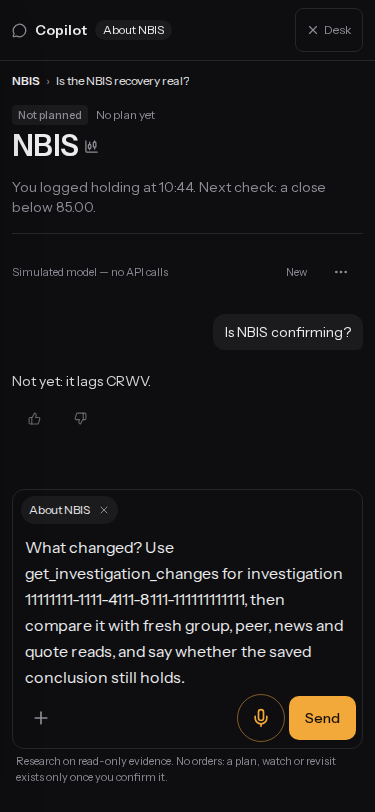 Copilot About NBIS Desk
NBIS › Is the NBIS recovery real?
Not planned No plan yet
NBIS
You logged holding at 10:44. Next check: a close
below 85.00.
Simulated model — no API calls New
Is NBIS confirming?
Not yet: it lags CRWV.
About NBIS
What changed? Use
get_investigation_changes for investigation
11111111-1111-4111-8111-111111111111, then
compare it with fresh group, peer, news and
quote reads, and say whether the saved
conclusion still holds.
Send
Research on read-only evidence. No orders: a plan, watch or revisit
exists only once you confirm it.